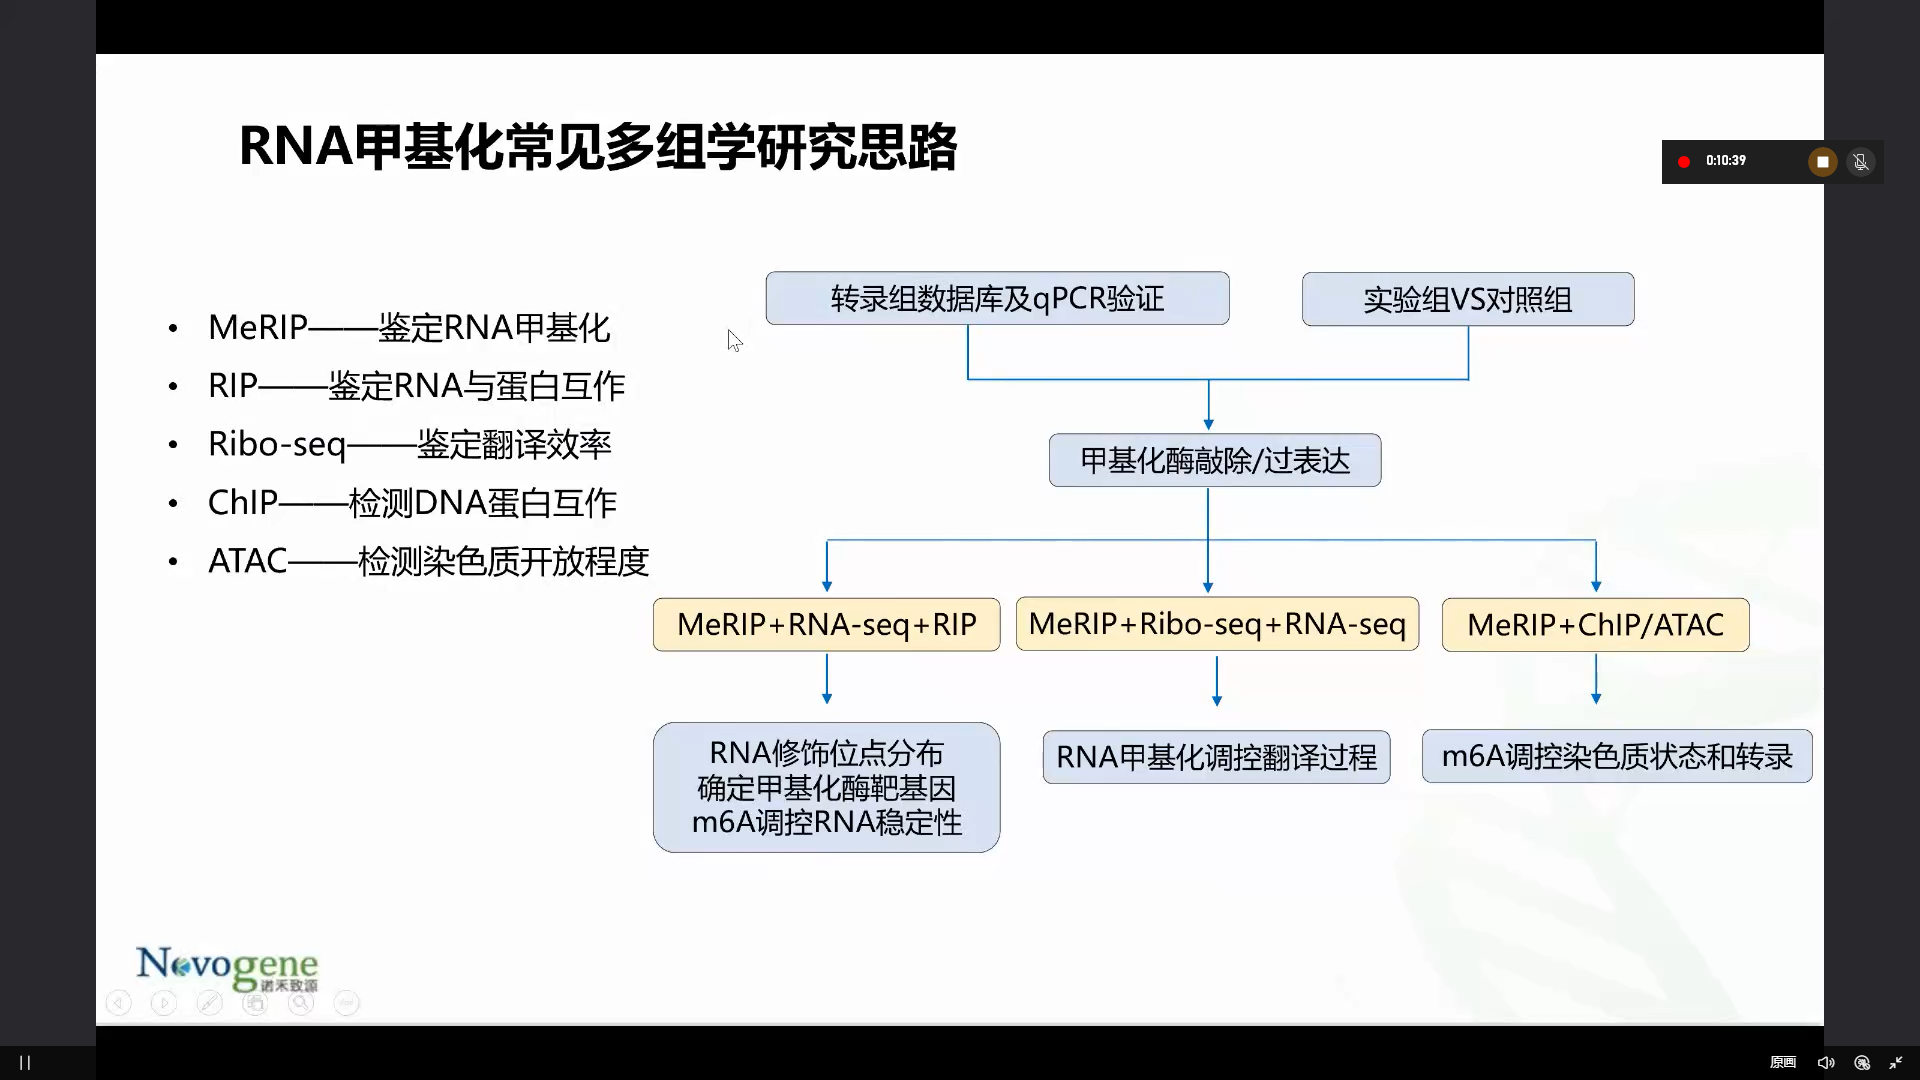 RNA甲基化常见多组学研究思路
0:10:39
• MeRIP——鉴定RNA甲基化
• RIP——鉴定RNA与蛋白互作
• Ribo-seq——鉴定翻译效率
• ChIP——检测DNA蛋白互作
• ATAC——检测染色质开放程度
转录组数据库及qPCR验证
实验组VS对照组
甲基化酶敲除/过表达
MeRIP+RNA-seq+RIP
MeRIP+Ribo-seq+RNA-seq
MeRIP+ChIP/ATAC
RNA修饰位点分布
确定甲基化酶靶基因
m6A调控RNA稳定性
RNA甲基化调控翻译过程
m6A调控染色质状态和转录
Novogene
诺禾致源
原画